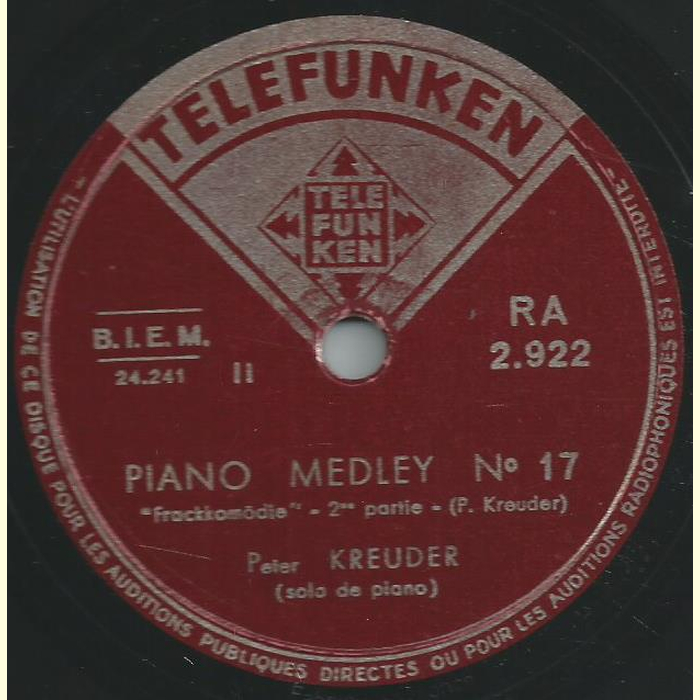 TELEFUNKEN
TELE
FUN
KEN
B.I.E.M.
24.241
II
RA
2.922
PIANO MEDLEY No 17
"Frackkomödie" - 2me partie - (P. Kreuder)
Peter KREUDER
(solo de piano)
"L'UTILISATION DE CE DISQUE POUR LES AUDITIONS PUBLIQUES DIRECTES OU POUR LES AUDITIONS RADIOPHONIQUES EST INTERDITE"